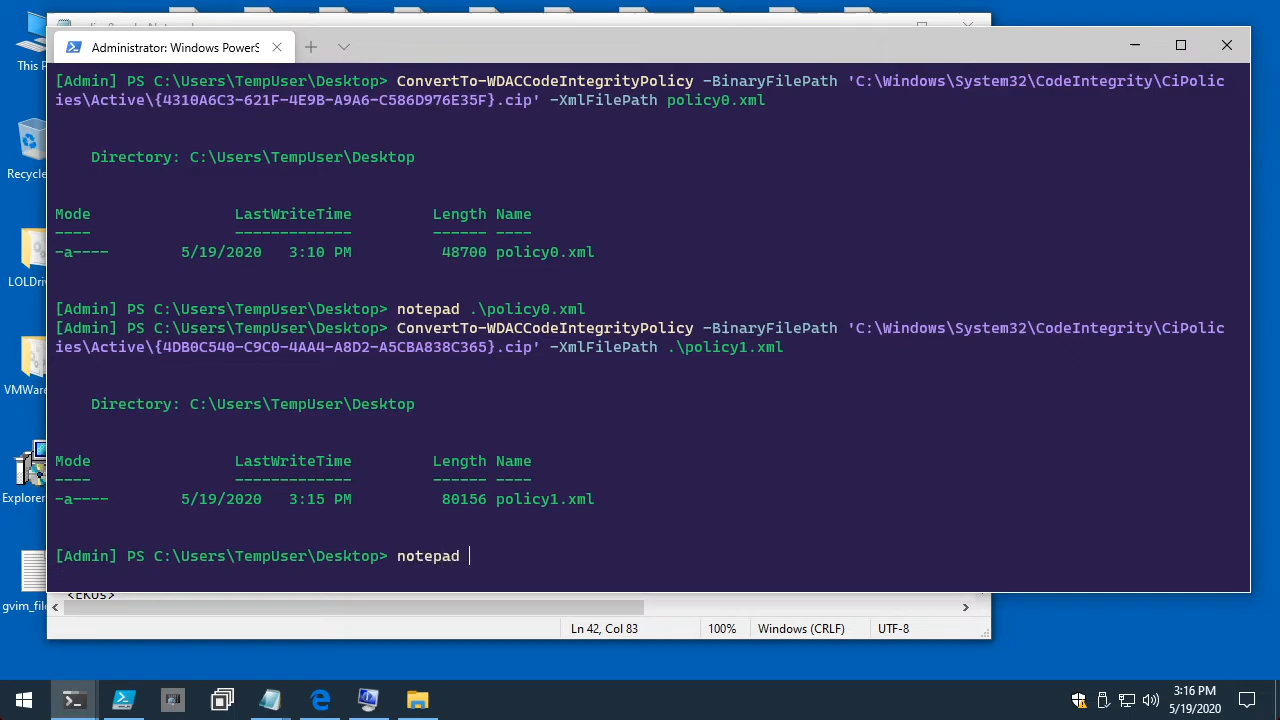 Administrator: Windows PowerS
[Admin] PS C:\Users\TempUser\Desktop> ConvertTo-WDACCodeIntegrityPolicy -BinaryFilePath 'C:\Windows\System32\CodeIntegrity\CiPolic
ies\Active\{4310A6C3-621F-4E9B-A9A6-C586D976E35F}.cip' -XmlFilePath policy0.xml
Directory: C:\Users\TempUser\Desktop
Mode LastWriteTime Length Name
---- ------------- ------ ----
-a---- 5/19/2020 3:10 PM 48700 policy0.xml
[Admin] PS C:\Users\TempUser\Desktop> notepad .\policy0.xml
[Admin] PS C:\Users\TempUser\Desktop> ConvertTo-WDACCodeIntegrityPolicy -BinaryFilePath 'C:\Windows\System32\CodeIntegrity\CiPolic
ies\Active\{4DB0C540-C9C0-4AA4-A8D2-A5CBA838C365}.cip' -XmlFilePath .\policy1.xml
Directory: C:\Users\TempUser\Desktop
Mode LastWriteTime Length Name
---- ------------- ------ ----
-a---- 5/19/2020 3:15 PM 80156 policy1.xml
[Admin] PS C:\Users\TempUser\Desktop> notepad
This P
Recycle
LOLDri
VMWare
Explorer
gvim_file
<EKUs>
Ln 42, Col 83 100% Windows (CRLF) UTF-8
3:16 PM
5/19/2020